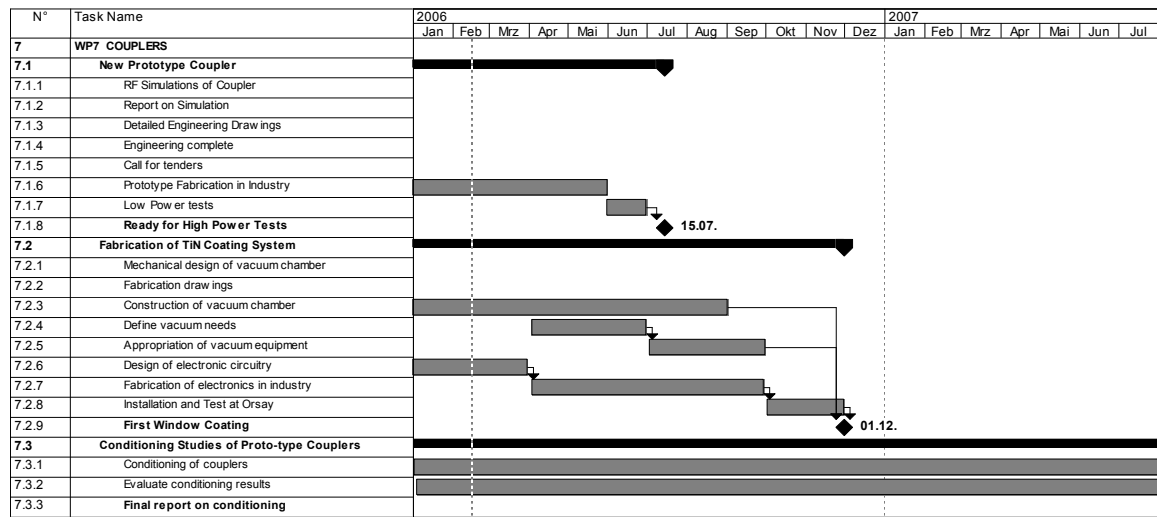 N° Task Name 2006 2007
Jan Feb Mrz Apr Mai Jun Jul Aug Sep Okt Nov Dez Jan Feb Mrz Apr Mai Jun Jul
7 WP7 COUPLERS
7.1 New Prototype Coupler
7.1.1 RF Simulations of Coupler
7.1.2 Report on Simulation
7.1.3 Detailed Engineering Drawings
7.1.4 Engineering complete
7.1.5 Call for tenders
7.1.6 Prototype Fabrication in Industry
7.1.7 Low Power tests
7.1.8 Ready for High Power Tests 15.07.
7.2 Fabrication of TiN Coating System
7.2.1 Mechanical design of vacuum chamber
7.2.2 Fabrication drawings
7.2.3 Construction of vacuum chamber
7.2.4 Define vacuum needs
7.2.5 Appropriation of vacuum equipment
7.2.6 Design of electronic circuitry
7.2.7 Fabrication of electronics in industry
7.2.8 Installation and Test at Orsay
7.2.9 First Window Coating 01.12.
7.3 Conditioning Studies of Proto-type Couplers
7.3.1 Conditioning of couplers
7.3.2 Evaluate conditioning results
7.3.3 Final report on conditioning